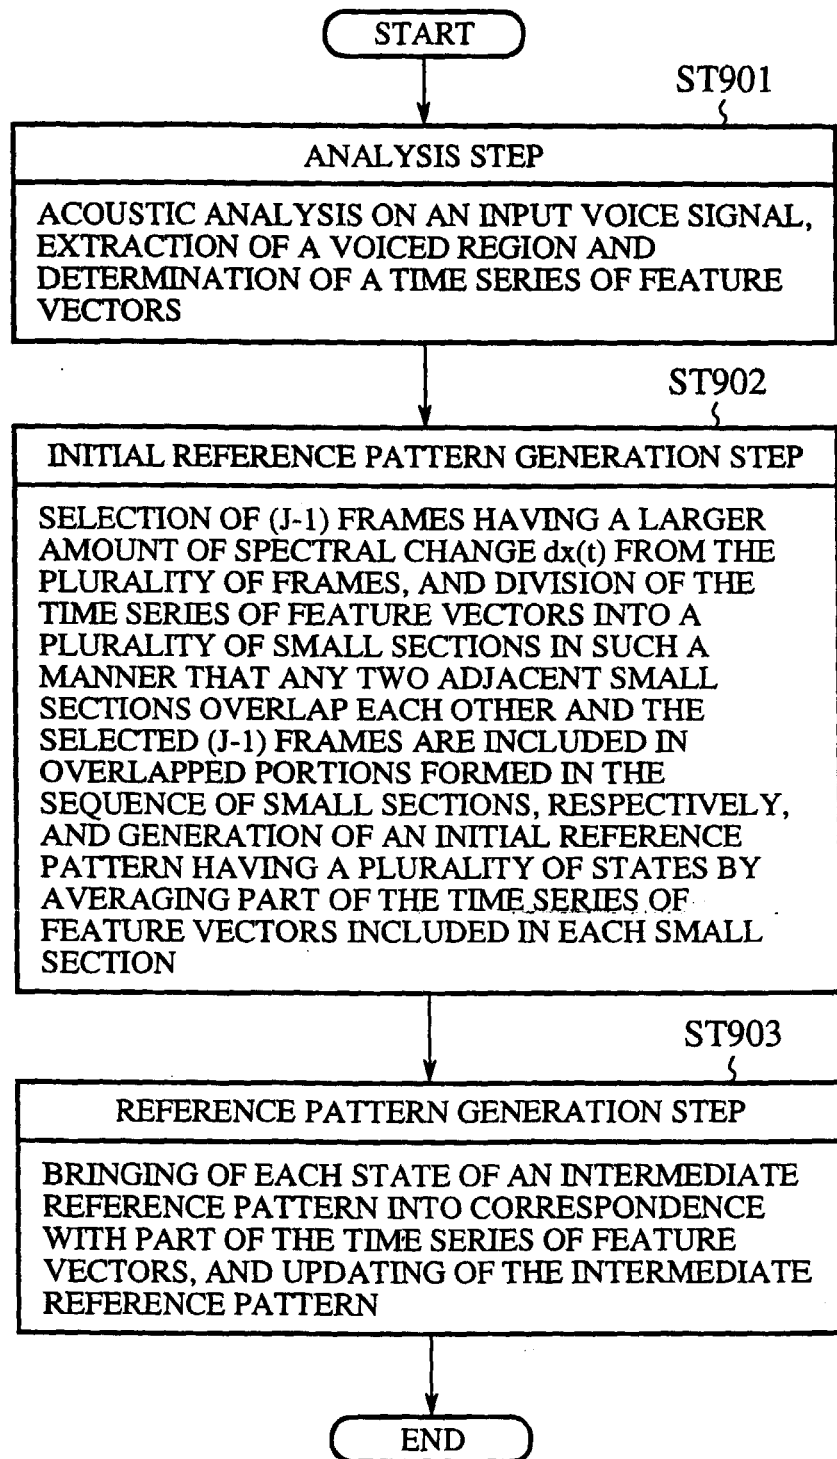 START
ST901
ANALYSIS STEP
ACOUSTIC ANALYSIS ON AN INPUT VOICE SIGNAL,
EXTRACTION OF A VOICED REGION AND
DETERMINATION OF A TIME SERIES OF FEATURE
VECTORS
ST902
INITIAL REFERENCE PATTERN GENERATION STEP
SELECTION OF (J-1) FRAMES HAVING A LARGER
AMOUNT OF SPECTRAL CHANGE dx(t) FROM THE
PLURALITY OF FRAMES, AND DIVISION OF THE
TIME SERIES OF FEATURE VECTORS INTO A
PLURALITY OF SMALL SECTIONS IN SUCH A
MANNER THAT ANY TWO ADJACENT SMALL
SECTIONS OVERLAP EACH OTHER AND THE
SELECTED (J-1) FRAMES ARE INCLUDED IN
OVERLAPPED PORTIONS FORMED IN THE
SEQUENCE OF SMALL SECTIONS, RESPECTIVELY,
AND GENERATION OF AN INITIAL REFERENCE
PATTERN HAVING A PLURALITY OF STATES BY
AVERAGING PART OF THE TIME SERIES OF
FEATURE VECTORS INCLUDED IN EACH SMALL
SECTION
ST903
REFERENCE PATTERN GENERATION STEP
BRINGING OF EACH STATE OF AN INTERMEDIATE
REFERENCE PATTERN INTO CORRESPONDENCE
WITH PART OF THE TIME SERIES OF FEATURE
VECTORS, AND UPDATING OF THE INTERMEDIATE
REFERENCE PATTERN
END